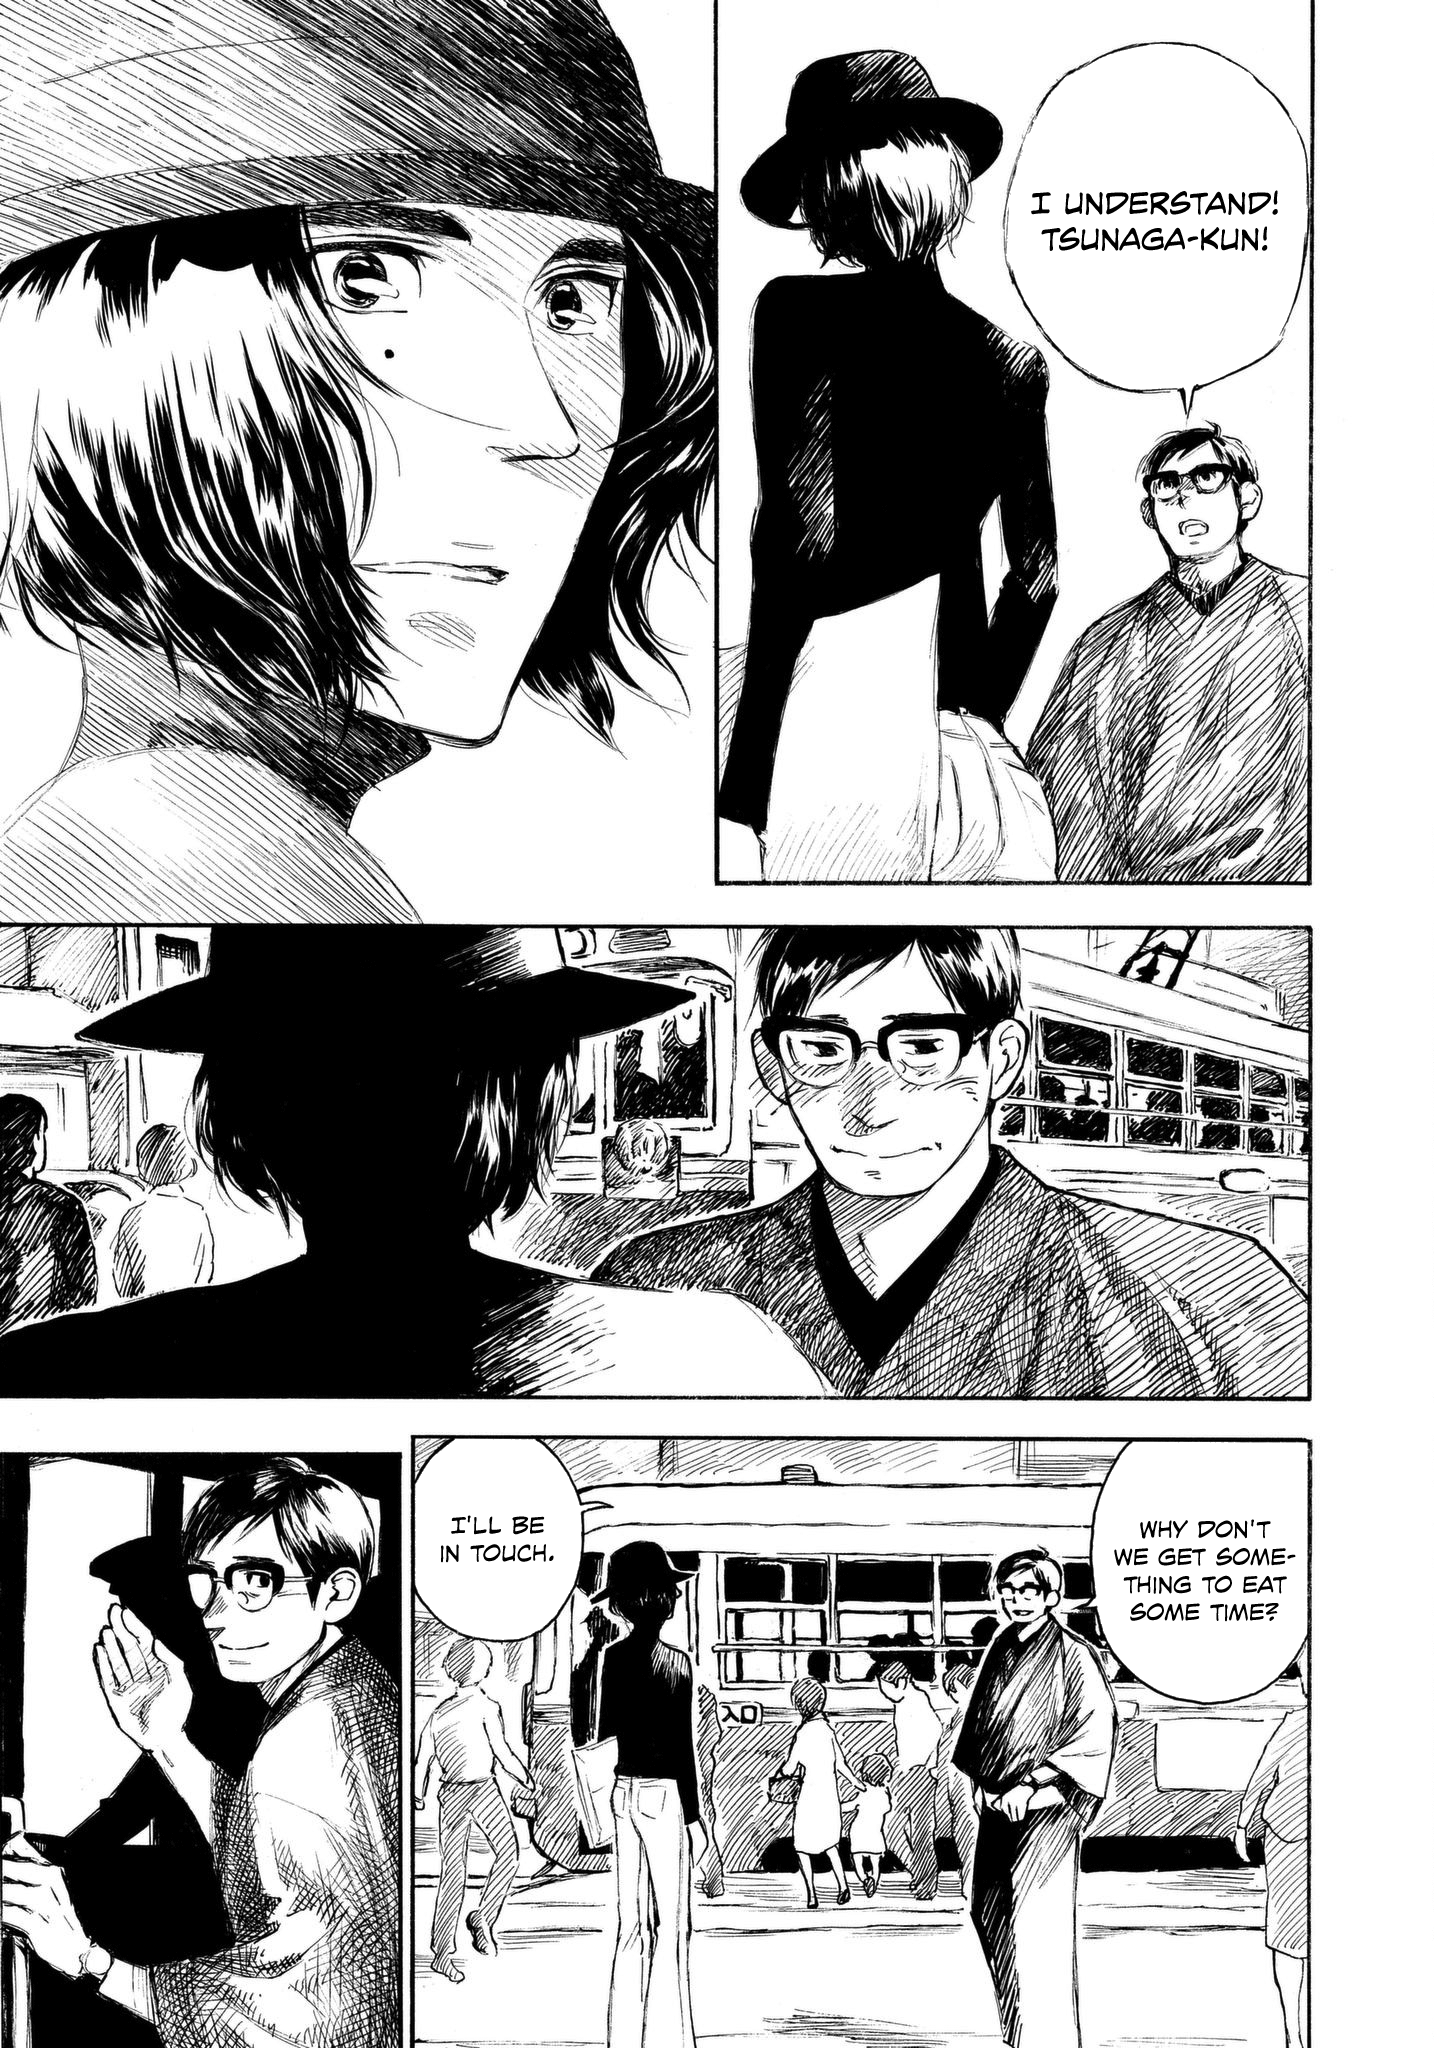 I UNDERSTAND!
TSUNAGA-KUN!
WHY DON'T
WE GET SOME-
THING TO EAT
SOME TIME?
I'LL BE
IN TOUCH.
入口